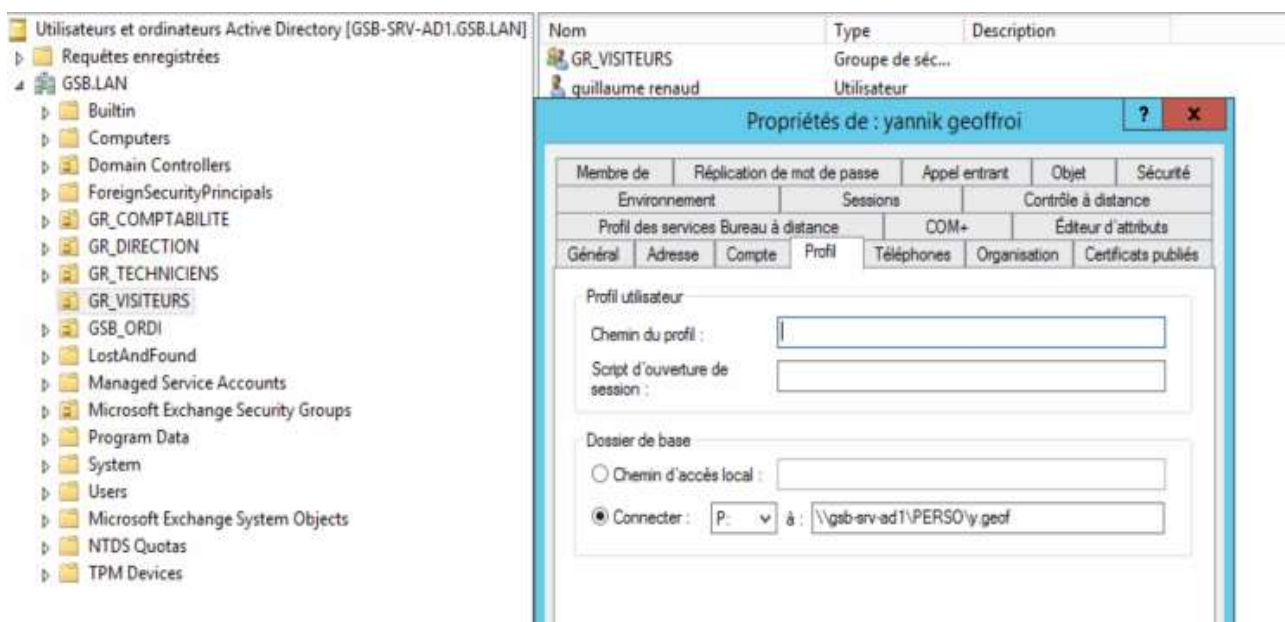 Utilisateurs et ordinateurs Active Directory [GSB-SRV-AD1.GSB.LAN]
Requêtes enregistrées
GSB.LAN
Builtin
Computers
Domain Controllers
ForeignSecurityPrincipals
GR_COMPTABILITE
GR_DIRECTION
GR_TECHNICIENS
GR_VISITEURS
GSB_ORDI
LostAndFound
Managed Service Accounts
Microsoft Exchange Security Groups
Program Data
System
Users
Microsoft Exchange System Objects
NTDS Quotas
TPM Devices
Nom Type Description
GR_VISITEURS Groupe de séc...
guillaume renaud Utilisateur
Propriétés de : yannik geoffroi ? x
Membre de Réplication de mot de passe Appel entrant Objet Sécurité
Environnement Sessions Contrôle à distance
Profil des services Bureau à distance COM+ Éditeur d'attributs
Général Adresse Compte Profil Téléphones Organisation Certificats publiés
Profil utilisateur
Chemin du profil :
Script d'ouverture de
session :
Dossier de base
Chemin d'accès local :
Connecter : P: à : \\gsb-srv-ad1\PERSO\y.geof